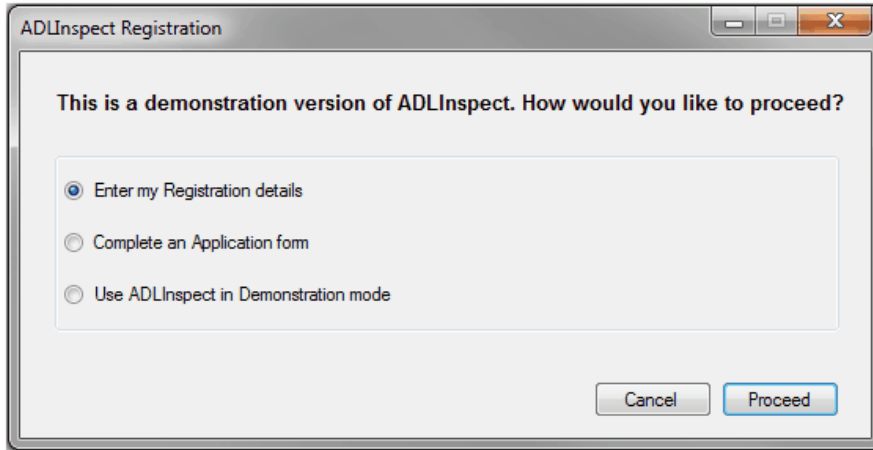 ADLInspect Registration
This is a demonstration version of ADLInspect. How would you like to proceed?
Enter my Registration details
Complete an Application form
Use ADLInspect in Demonstration mode
Cancel Proceed